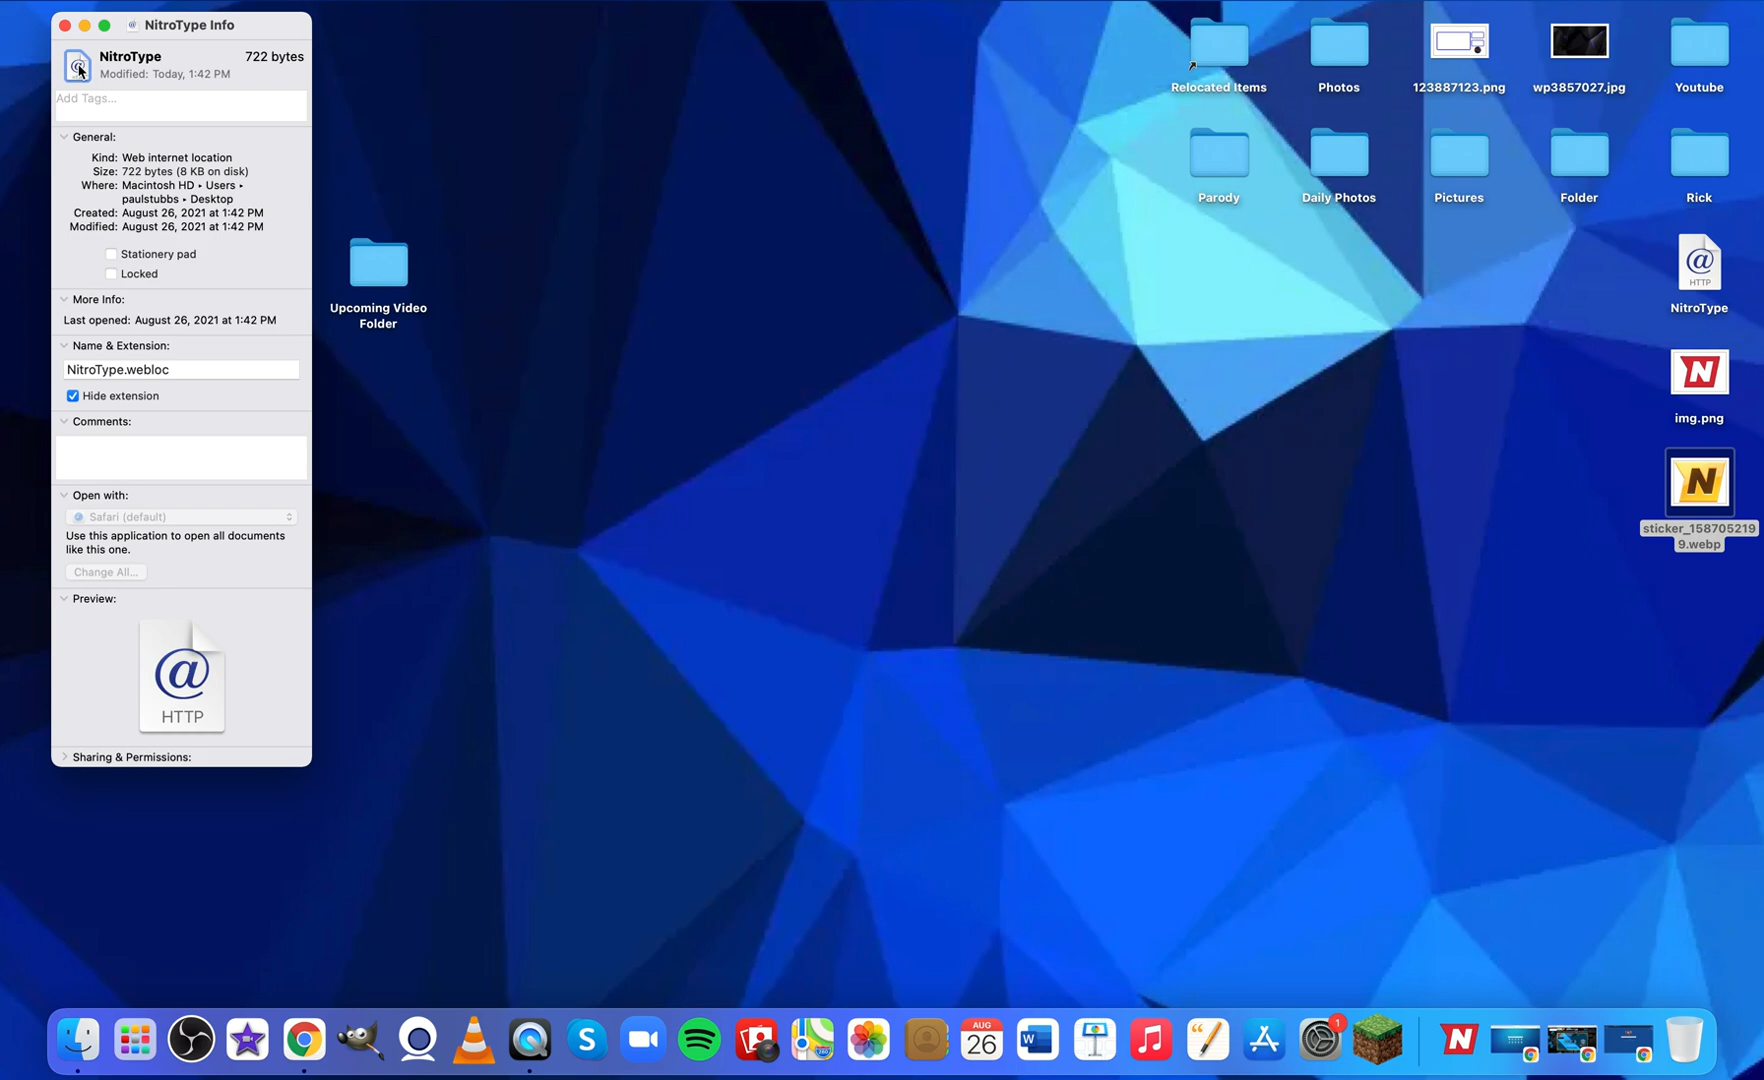 NitroType Info
NitroType 722 bytes
Modified: Today, 1:42 PM
Add Tags...
General:
Kind: Web internet location
Size: 722 bytes (8 KB on disk)
Where: Macintosh HD ▸ Users ▸
paulstubbs ▸ Desktop
Created: August 26, 2021 at 1:42 PM
Modified: August 26, 2021 at 1:42 PM
Stationery pad
Locked
More Info:
Last opened: August 26, 2021 at 1:42 PM
Name & Extension:
NitroType.webloc
Hide extension
Comments:
Open with:
Safari (default)
Use this application to open all documents
like this one.
Change All...
Preview:
@
HTTP
Sharing & Permissions:
Upcoming Video
Folder
Relocated Items
Photos
123887123.png
wp3857027.jpg
Youtube
Parody
Daily Photos
Pictures
Folder
Rick
@
HTTP
NitroType
N
img.png
N
sticker_158705219
9.webp
S
AUG
26
W
1
N